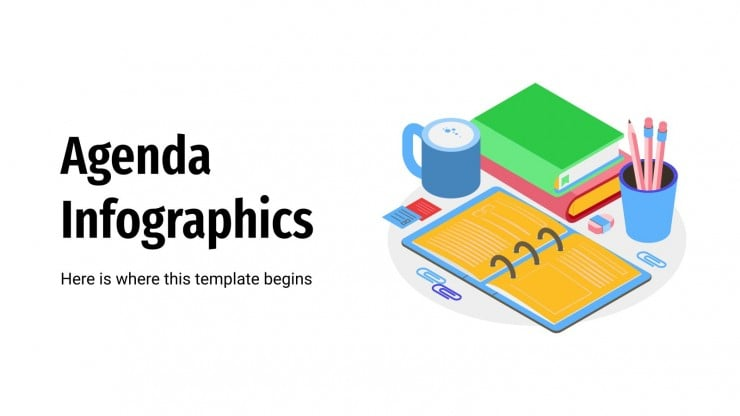 Agenda
Infographics
Here is where this template begins